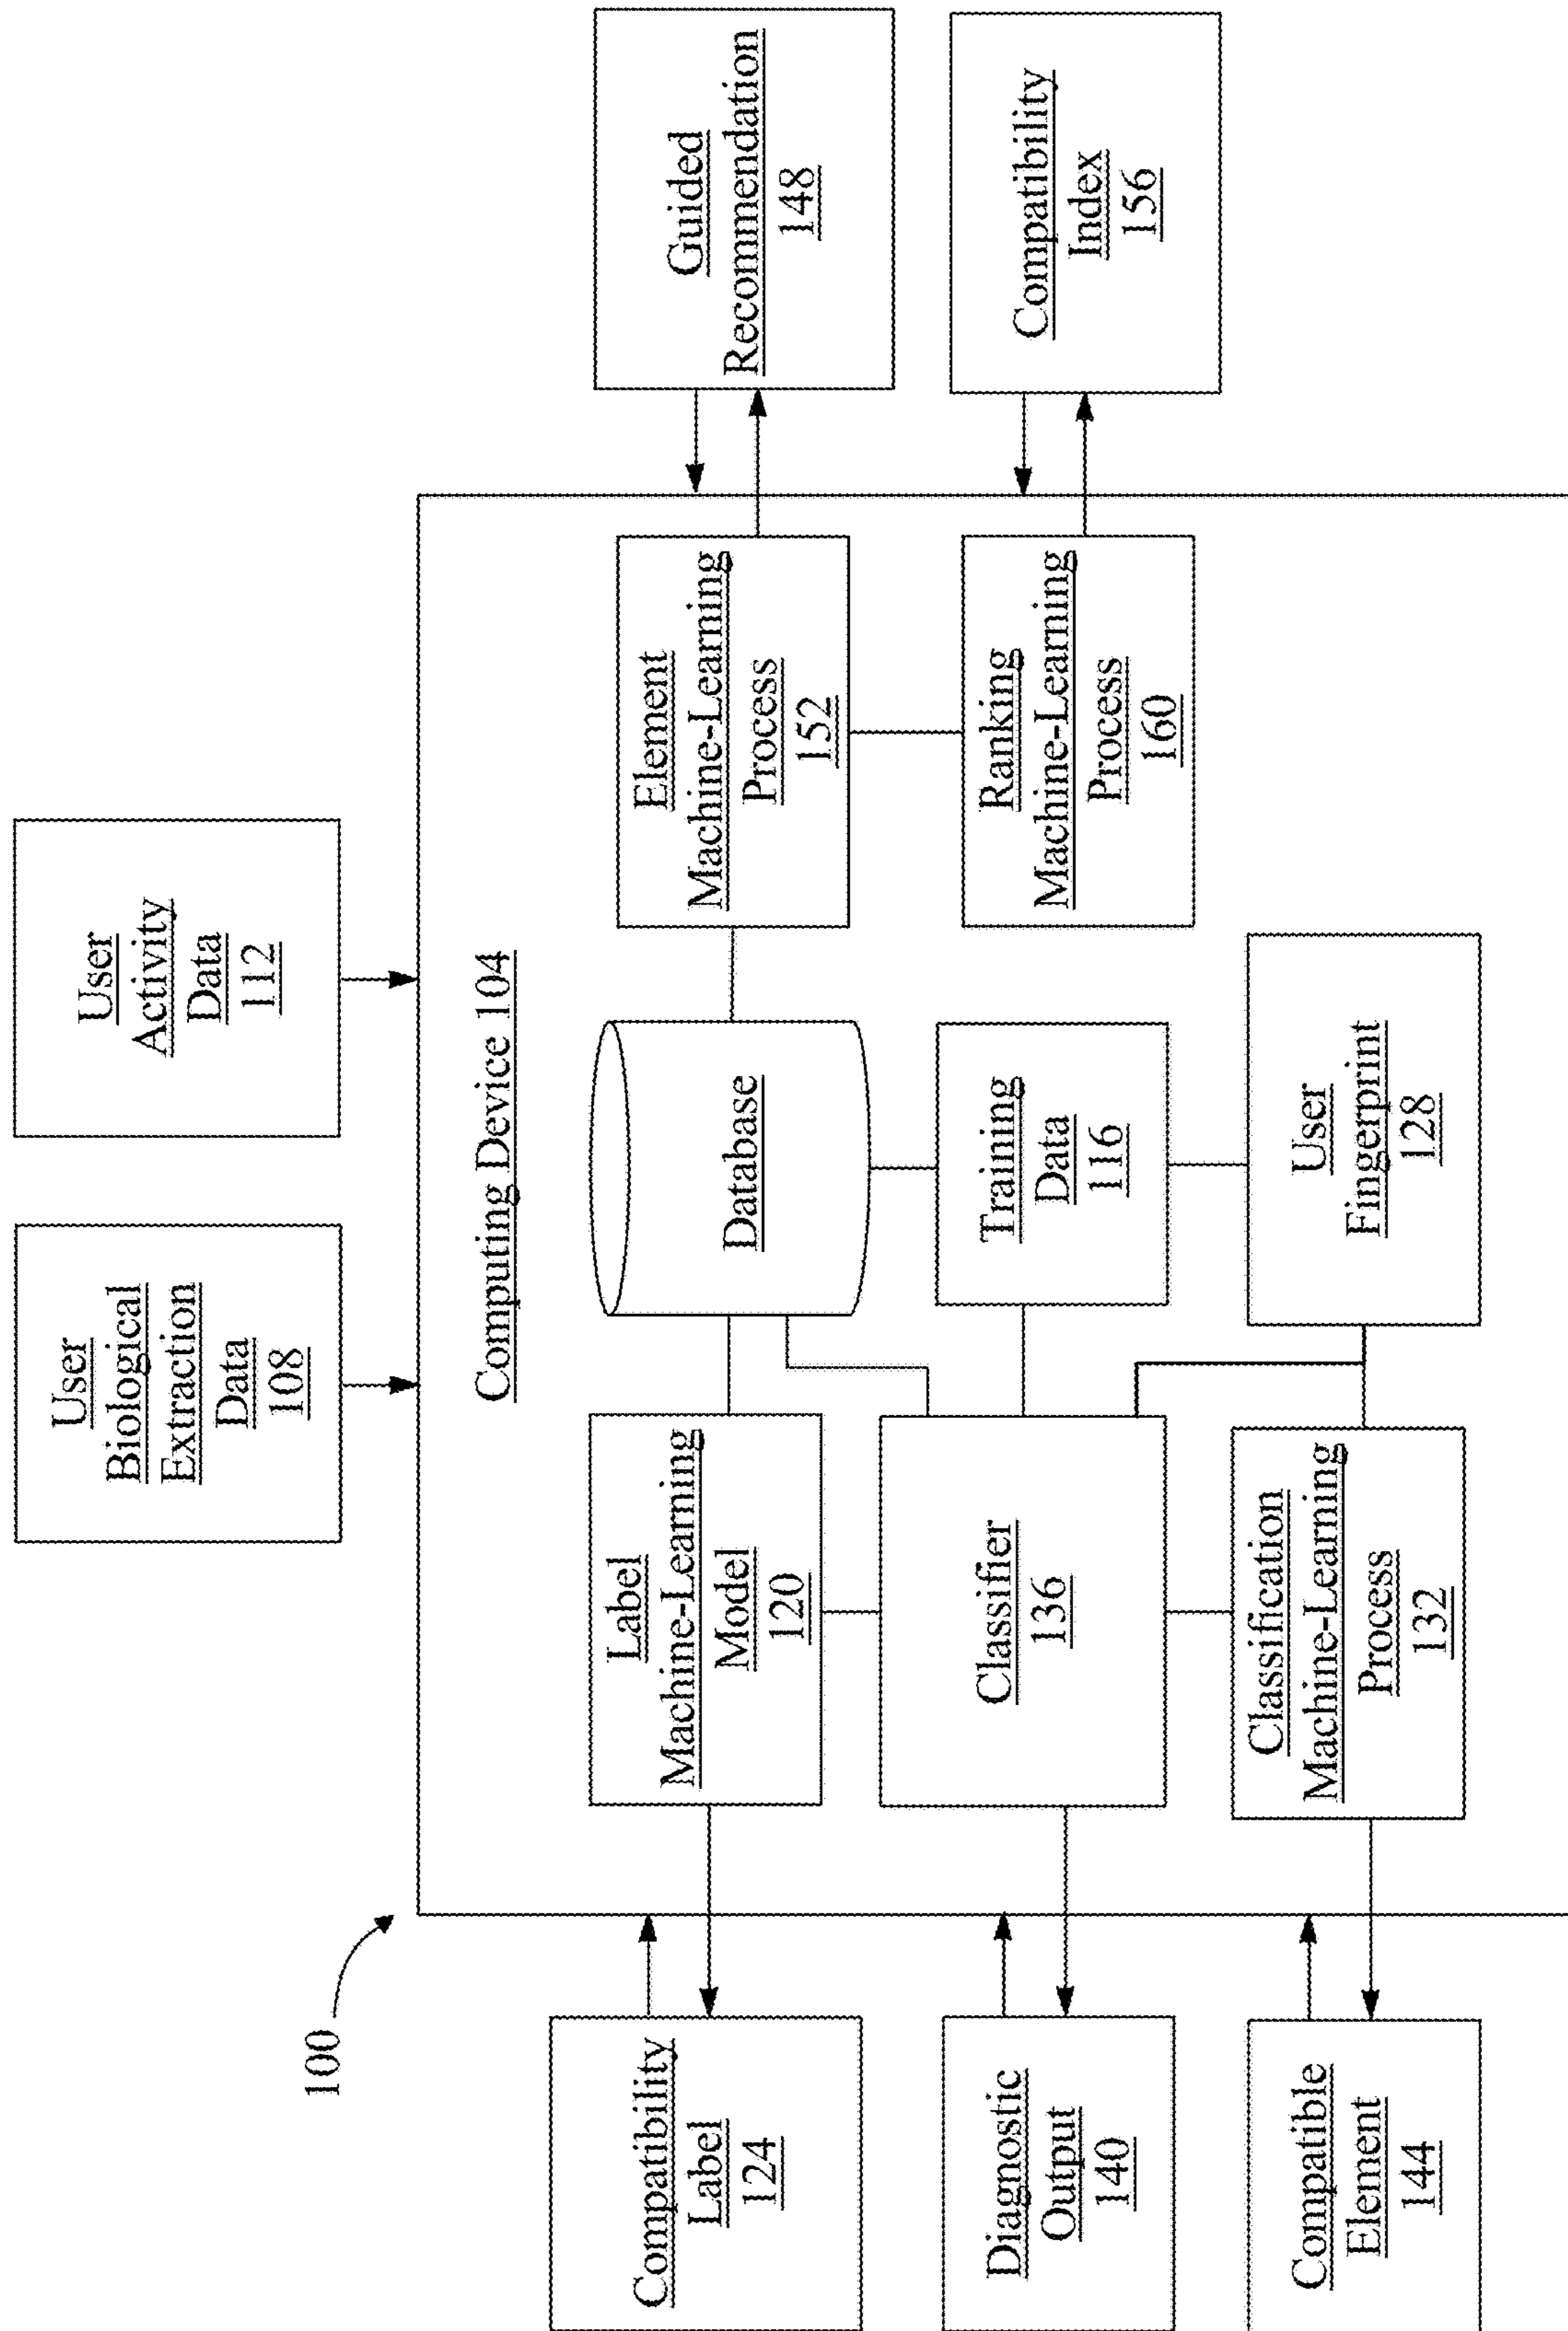 100
User
Biological
Extraction
Data
108
User
Activity
Data
112
Computing Device 104
Compatibility
Label
124
Label
Machine-Learning
Model
120
Database
Element
Machine-Learning
Process
152
Guided
Recommendation
148
Diagnostic
Output
140
Classifier
136
Training
Data
116
Ranking
Machine-Learning
Process
160
Compatibility
Index
156
Compatible
Element
144
Classification
Machine-Learning
Process
132
User
Fingerprint
128